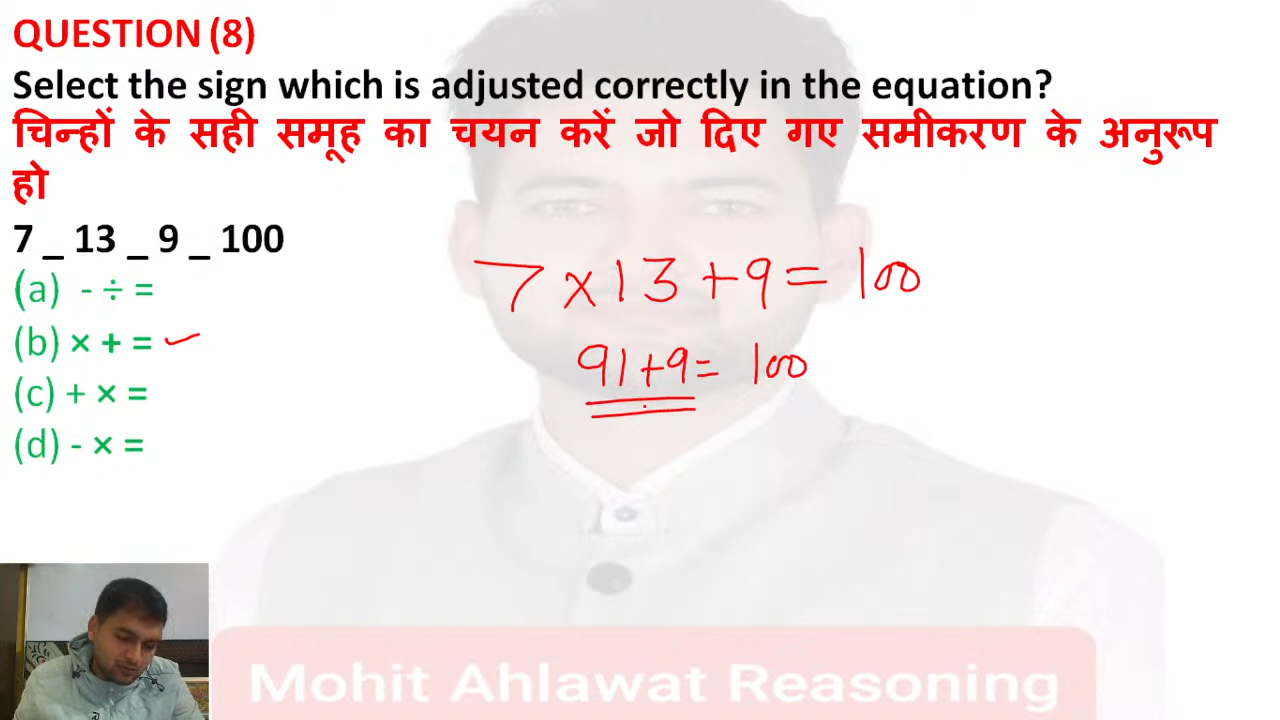 QUESTION (8)
Select the sign which is adjusted correctly in the equation?
चिन्हों के सही समूह का चयन करें जो दिए गए समीकरण के अनुरूप
हो
7 _ 13 _ 9 _ 100
(a) - ÷ =
(b) × + =
(c) + × =
(d) - × =
7 × 13 + 9 = 100
91 + 9 = 100
Mohit Ahlawat Reasoning